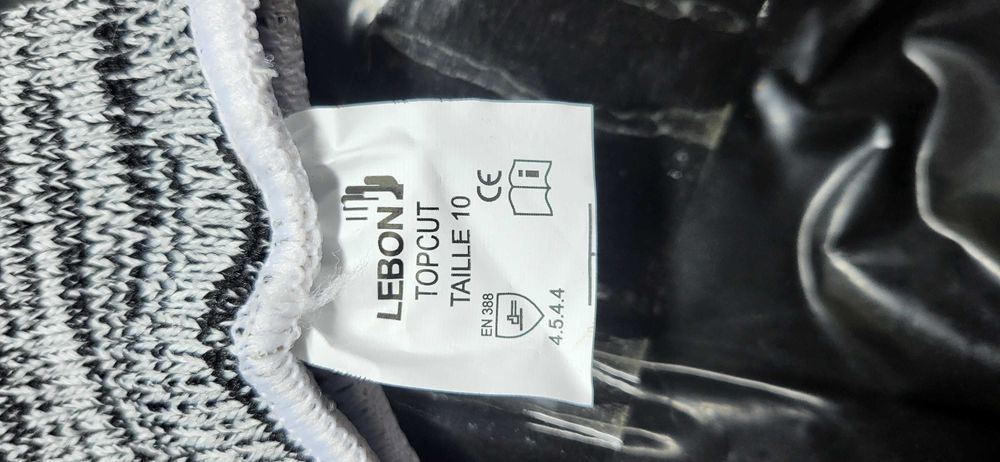 LEBON
TOPCUT
TAILLE 10
EN 388
CE
4.5.4.4